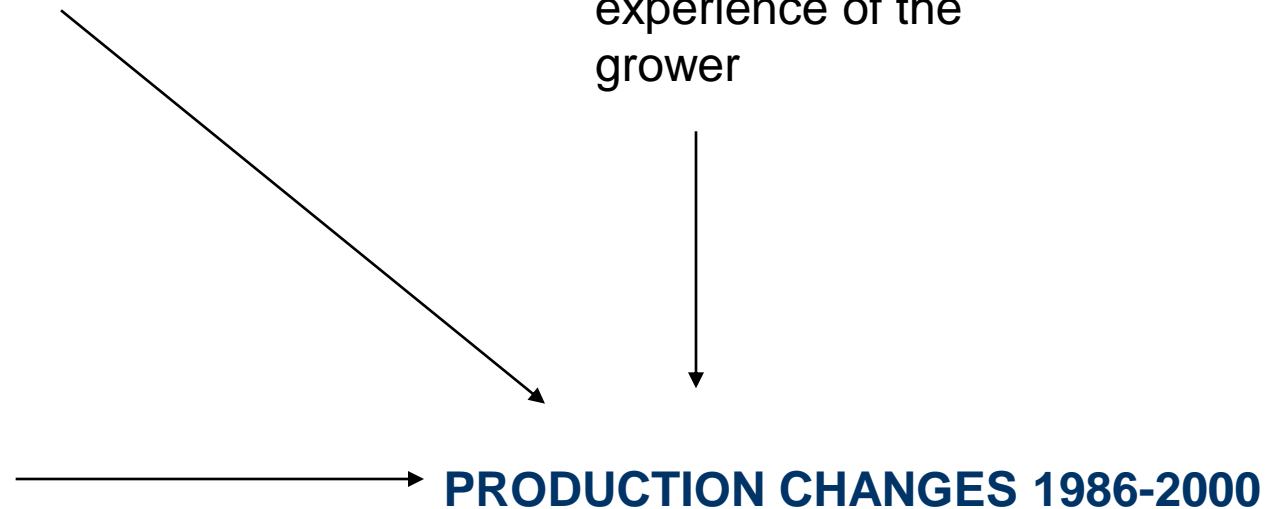 experience of the
grower
PRODUCTION CHANGES 1986-2000